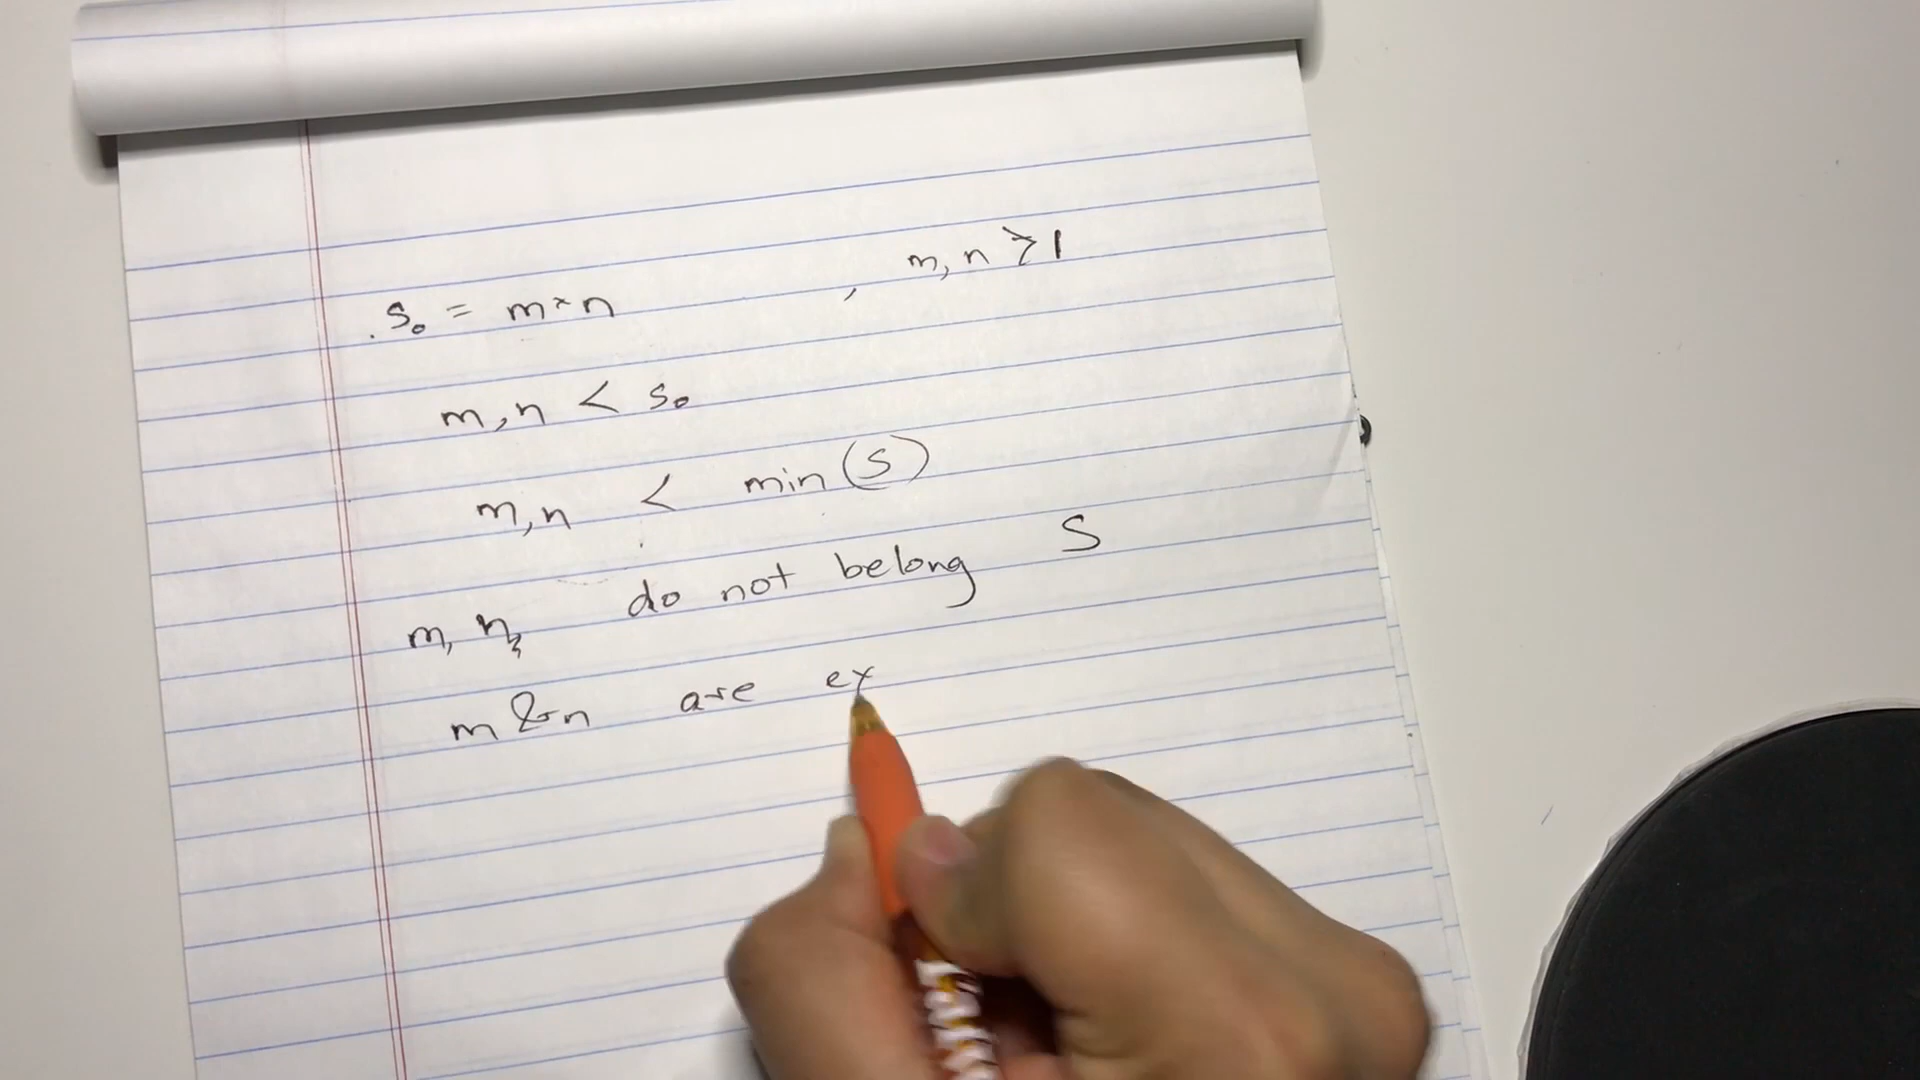 s₀ = m × n , m, n > 1
m, n < s₀
m, n < min(S)
m, n, do not belong S
m & n are ex